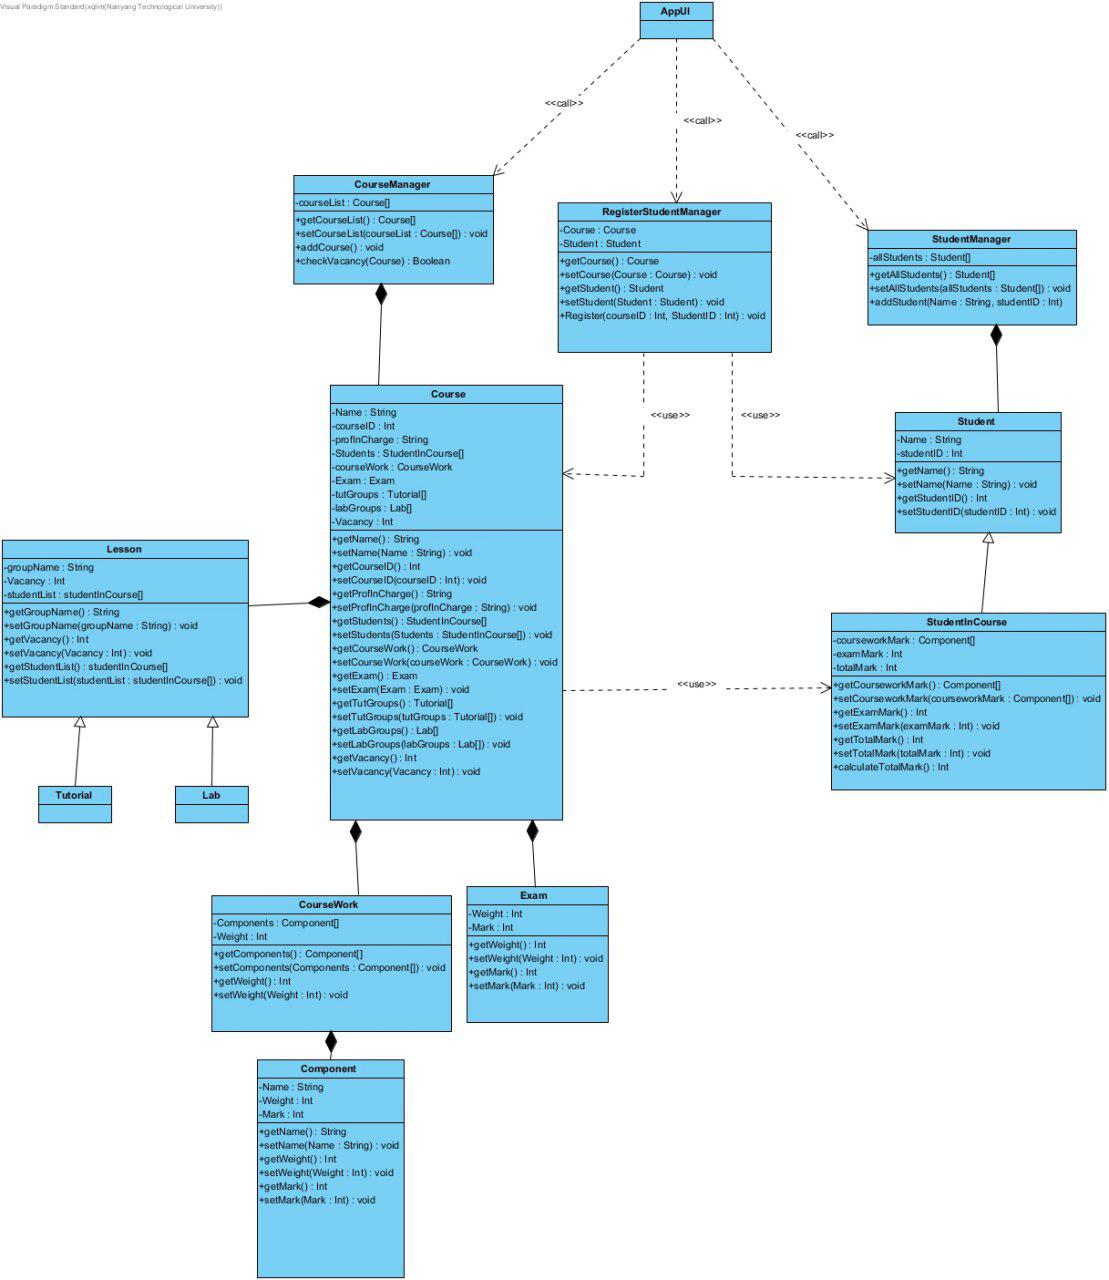 Visual Paradigm Standard(xqlim(Nanyang Technological University))
AppUI
<<call>>
<<call>>
<<call>>
CourseManager
-courseList : Course[]
+getCourseList() : Course[]
+setCourseList(courseList : Course[]) : void
+addCourse() : void
+checkVacancy(Course) : Boolean
RegisterStudentManager
-Course : Course
-Student : Student
+getCourse() : Course
+setCourse(Course : Course) : void
+getStudent() : Student
+setStudent(Student : Student) : void
+Register(courseID : Int, StudentID : Int) : void
StudentManager
-allStudents : Student[]
+getAllStudents() : Student[]
+setAllStudents(allStudents : Student[]) : void
+addStudent(Name : String, studentID : Int)
<<use>>
<<use>>
Course
-Name : String
-courseID : Int
-profInCharge : String
-Students : StudentInCourse[]
-courseWork : CourseWork
-Exam : Exam
-tutGroups : Tutorial[]
-labGroups : Lab[]
-Vacancy : Int
+getName() : String
+setName(Name : String) : void
+getCourseID() : Int
+setCourseID(courseID : Int) : void
+getProfInCharge() : String
+setProfInCharge(profInCharge : String) : void
+getStudents() : StudentInCourse[]
+setStudents(Students : StudentInCourse[]) : void
+getCourseWork() : CourseWork
+setCourseWork(courseWork : CourseWork) : void
+getExam() : Exam
+setExam(Exam : Exam) : void
+getTutGroups() : Tutorial[]
+setTutGroups(tutGroups : Tutorial[]) : void
+getLabGroups() : Lab[]
+setLabGroups(labGroups : Lab[]) : void
+getVacancy() : Int
+setVacancy(Vacancy : Int) : void
Student
-Name : String
-studentID : Int
+getName() : String
+setName(Name : String) : void
+getStudentID() : Int
+setStudentID(studentID : Int) : void
Lesson
-groupName : String
-Vacancy : Int
-studentList : studentInCourse[]
+getGroupName() : String
+setGroupName(groupName : String) : void
+getVacancy() : Int
+setVacancy(Vacancy : Int) : void
+getStudentList() : studentInCourse[]
+setStudentList(studentList : studentInCourse[]) : void
<<use>>
StudentInCourse
-courseworkMark : Component[]
-examMark : Int
-totalMark : Int
+getCourseworkMark() : Component[]
+setCourseworkMark(courseworkMark : Component[]) : void
+getExamMark() : Int
+setExamMark(examMark : Int) : void
+getTotalMark() : Int
+setTotalMark(totalMark : Int) : void
+calculateTotalMark() : Int
Tutorial
Lab
CourseWork
-Components : Component[]
-Weight : Int
+getComponents() : Component[]
+setComponents(Components : Component[]) : void
+getWeight() : Int
+setWeight(Weight : Int) : void
Exam
-Weight : Int
-Mark : Int
+getWeight() : Int
+setWeight(Weight : Int) : void
+getMark() : Int
+setMark(Mark : Int) : void
Component
-Name : String
-Weight : Int
-Mark : Int
+getName() : String
+setName(Name : String) : void
+getWeight() : Int
+setWeight(Weight : Int) : void
+getMark() : Int
+setMark(Mark : Int) : void